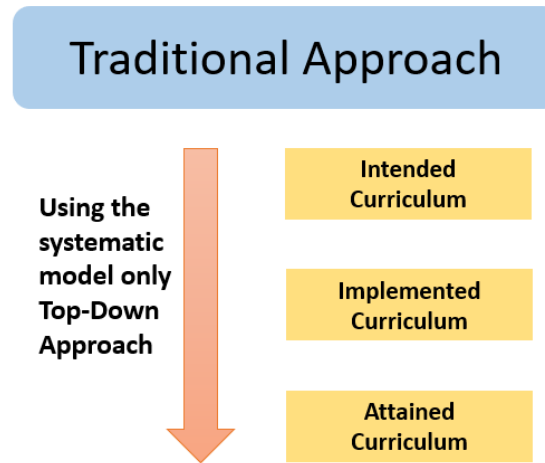 Traditional Approach
Using the
systematic
model only
Top-Down
Approach
Intended
Curriculum
Implemented
Curriculum
Attained
Curriculum